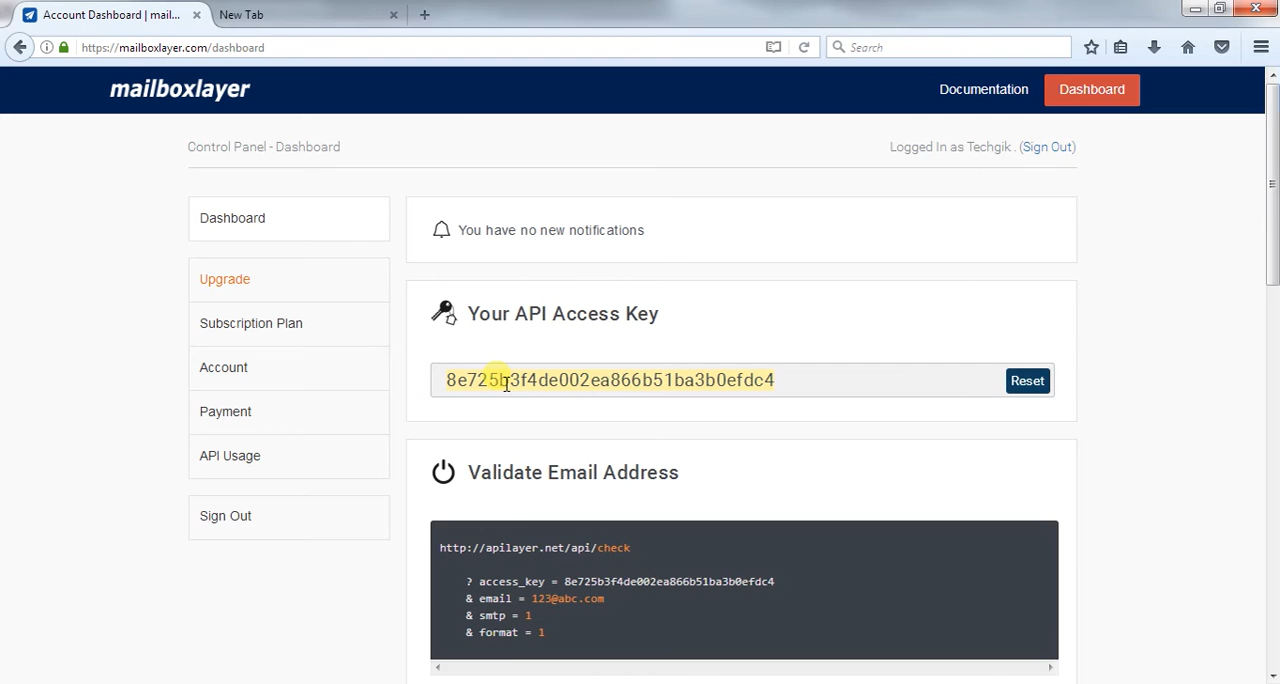 Account Dashboard | mail...
New Tab
https://mailboxlayer.com/dashboard
Search
mailboxlayer
Documentation
Dashboard
Control Panel - Dashboard
Logged In as Techgik . (Sign Out)
Dashboard
You have no new notifications
Upgrade
Subscription Plan
Account
Payment
API Usage
Sign Out
Your API Access Key
8e725b3f4de002ea866b51ba3b0efdc4
Reset
Validate Email Address
http://apilayer.net/api/check
? access_key = 8e725b3f4de002ea866b51ba3b0efdc4
& email = 123@abc.com
& smtp = 1
& format = 1